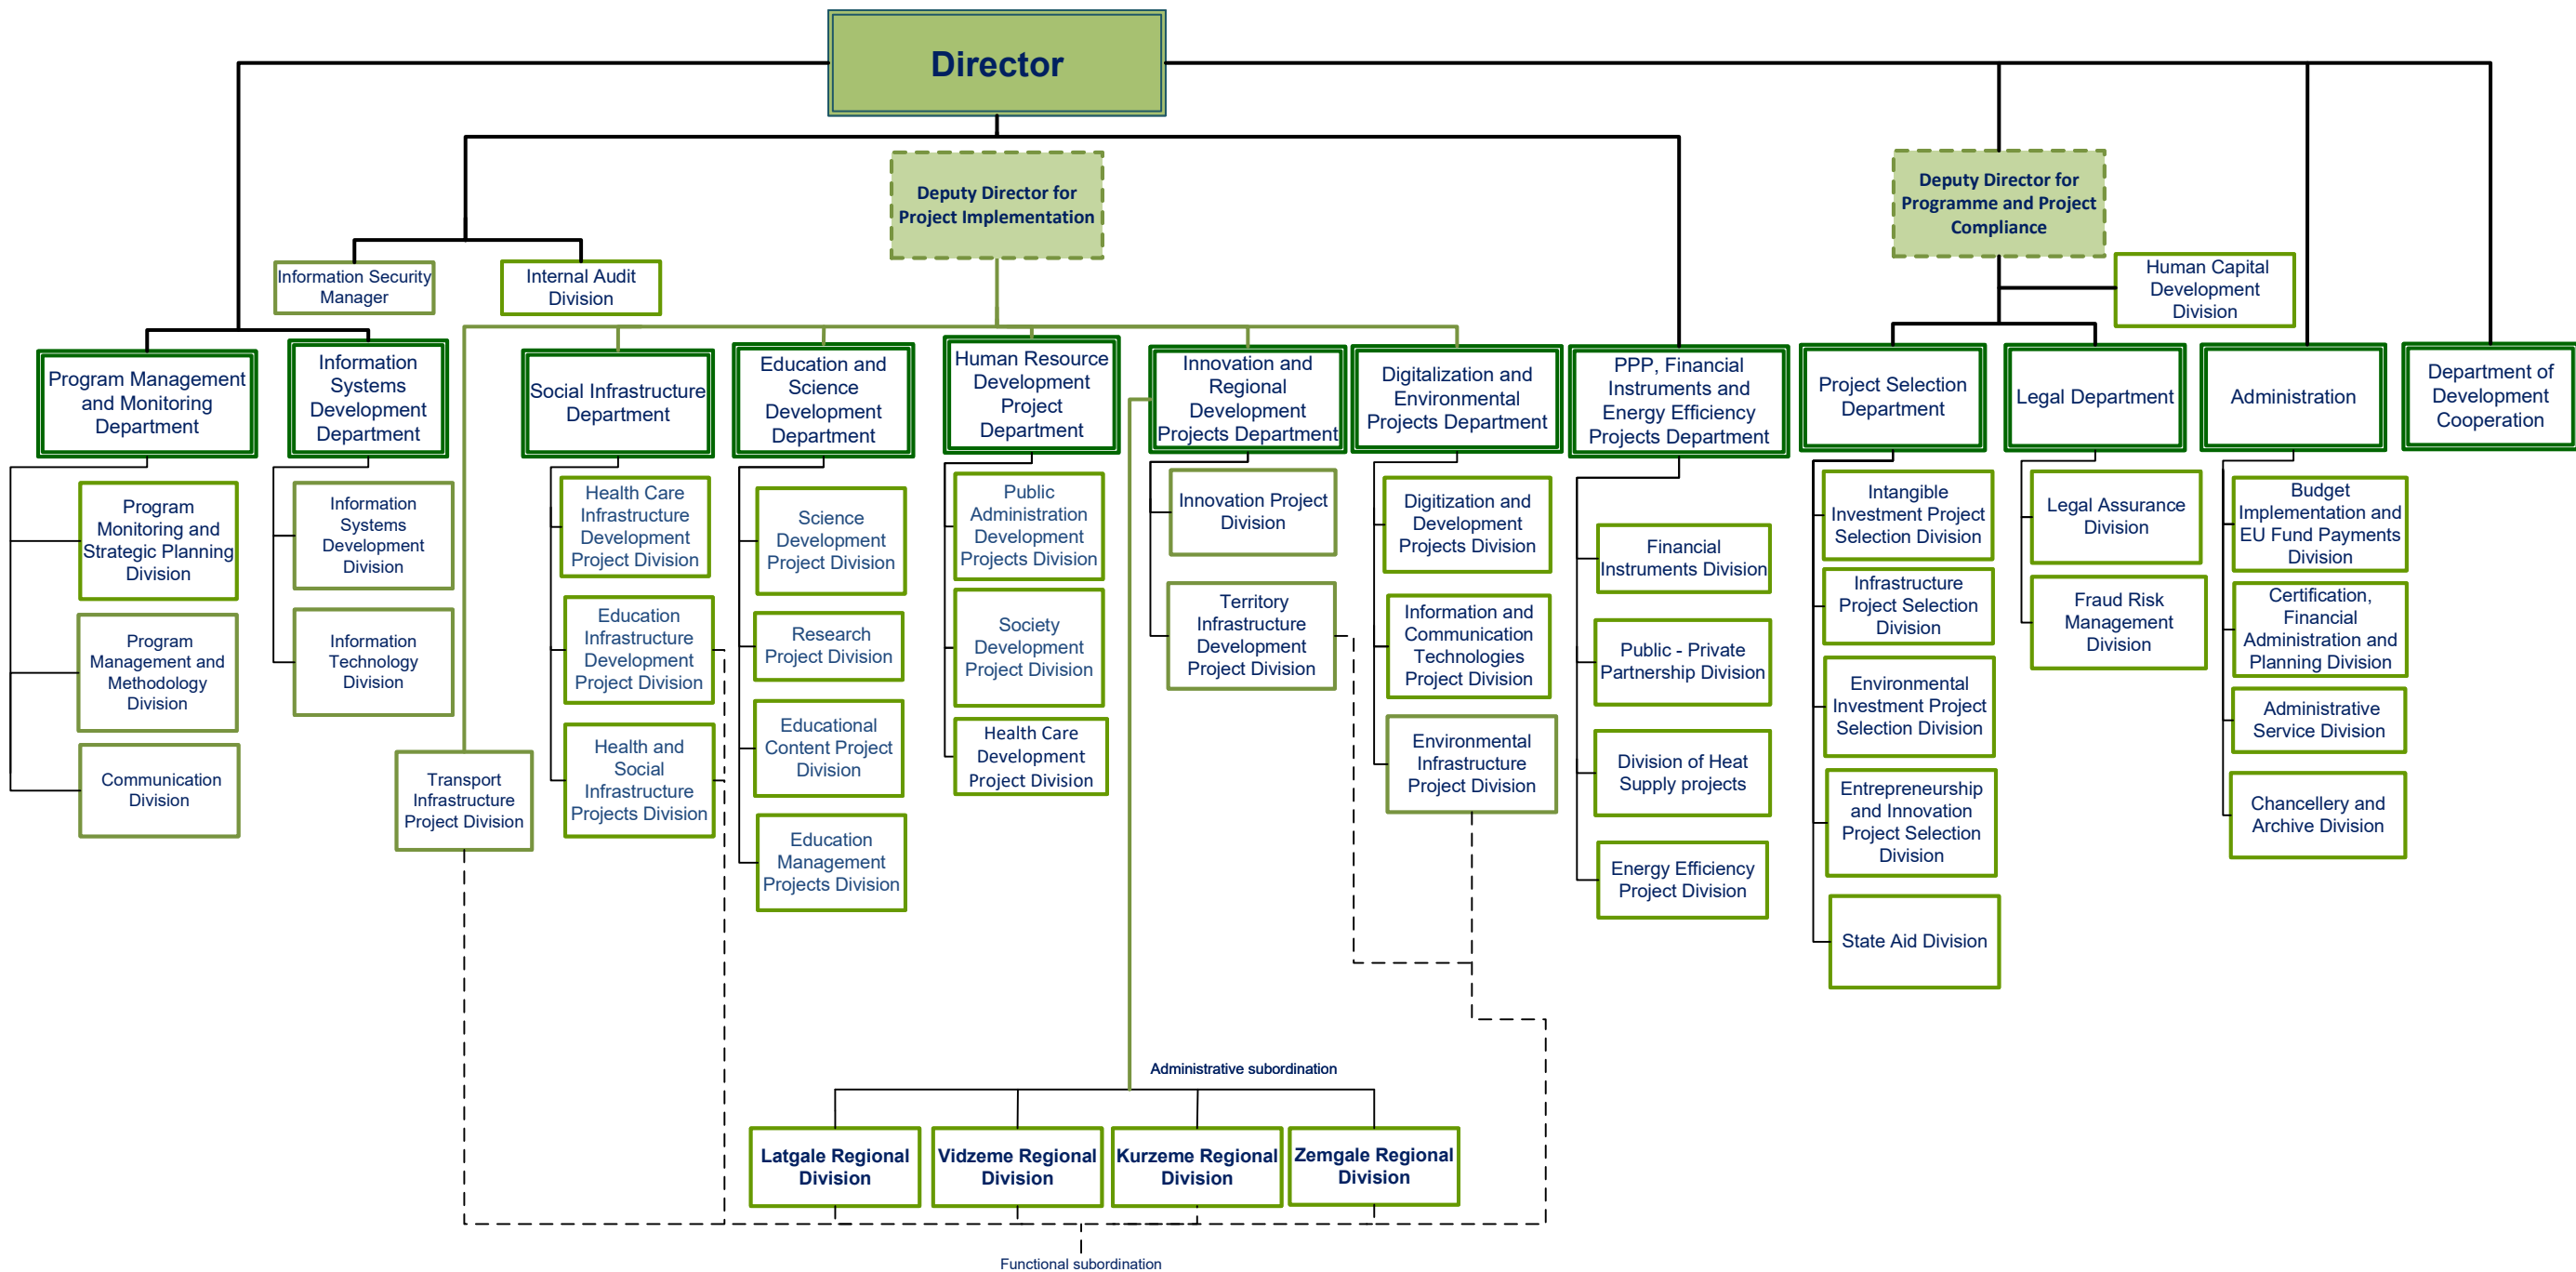 Director
Deputy Director for
Project Implementation
Deputy Director for
Programme and Project
Compliance
Information Security
Manager
Internal Audit
Division
Human Capital
Development
Division
Program Management
and Monitoring
Department
Information
Systems
Development
Department
Social Infrastructure
Department
Education and
Science
Development
Department
Human Resource
Development
Project
Department
Innovation and
Regional
Development
Projects Department
Digitalization and
Environmental
Projects Department
PPP, Financial
Instruments and
Energy Efficiency
Projects Department
Project Selection
Department
Legal Department
Administration
Department of
Development
Cooperation
Program
Monitoring and
Strategic Planning
Division
Program
Management and
Methodology
Division
Communication
Division
Information
Systems
Development
Division
Information
Technology
Division
Transport
Infrastructure
Project Division
Health Care
Infrastructure
Development
Project Division
Education
Infrastructure
Development
Project Division
Health and
Social
Infrastructure
Projects Division
Science
Development
Project Division
Research
Project Division
Educational
Content Project
Division
Education
Management
Projects Division
Public
Administration
Development
Projects Division
Society
Development
Project Division
Health Care
Development
Project Division
Innovation Project
Division
Territory
Infrastructure
Development
Project Division
Digitization and
Development
Projects Division
Information and
Communication
Technologies
Project Division
Environmental
Infrastructure
Project Division
Financial
Instruments Division
Public - Private
Partnership Division
Division of Heat
Supply projects
Energy Efficiency
Project Division
Intangible
Investment Project
Selection Division
Infrastructure
Project Selection
Division
Environmental
Investment Project
Selection Division
Entrepreneurship
and Innovation
Project Selection
Division
State Aid Division
Legal Assurance
Division
Fraud Risk
Management
Division
Budget
Implementation and
EU Fund Payments
Division
Certification,
Financial
Administration and
Planning Division
Administrative
Service Division
Chancellery and
Archive Division
Administrative subordination
Latgale Regional
Division
Vidzeme Regional
Division
Kurzeme Regional
Division
Zemgale Regional
Division
Functional subordination